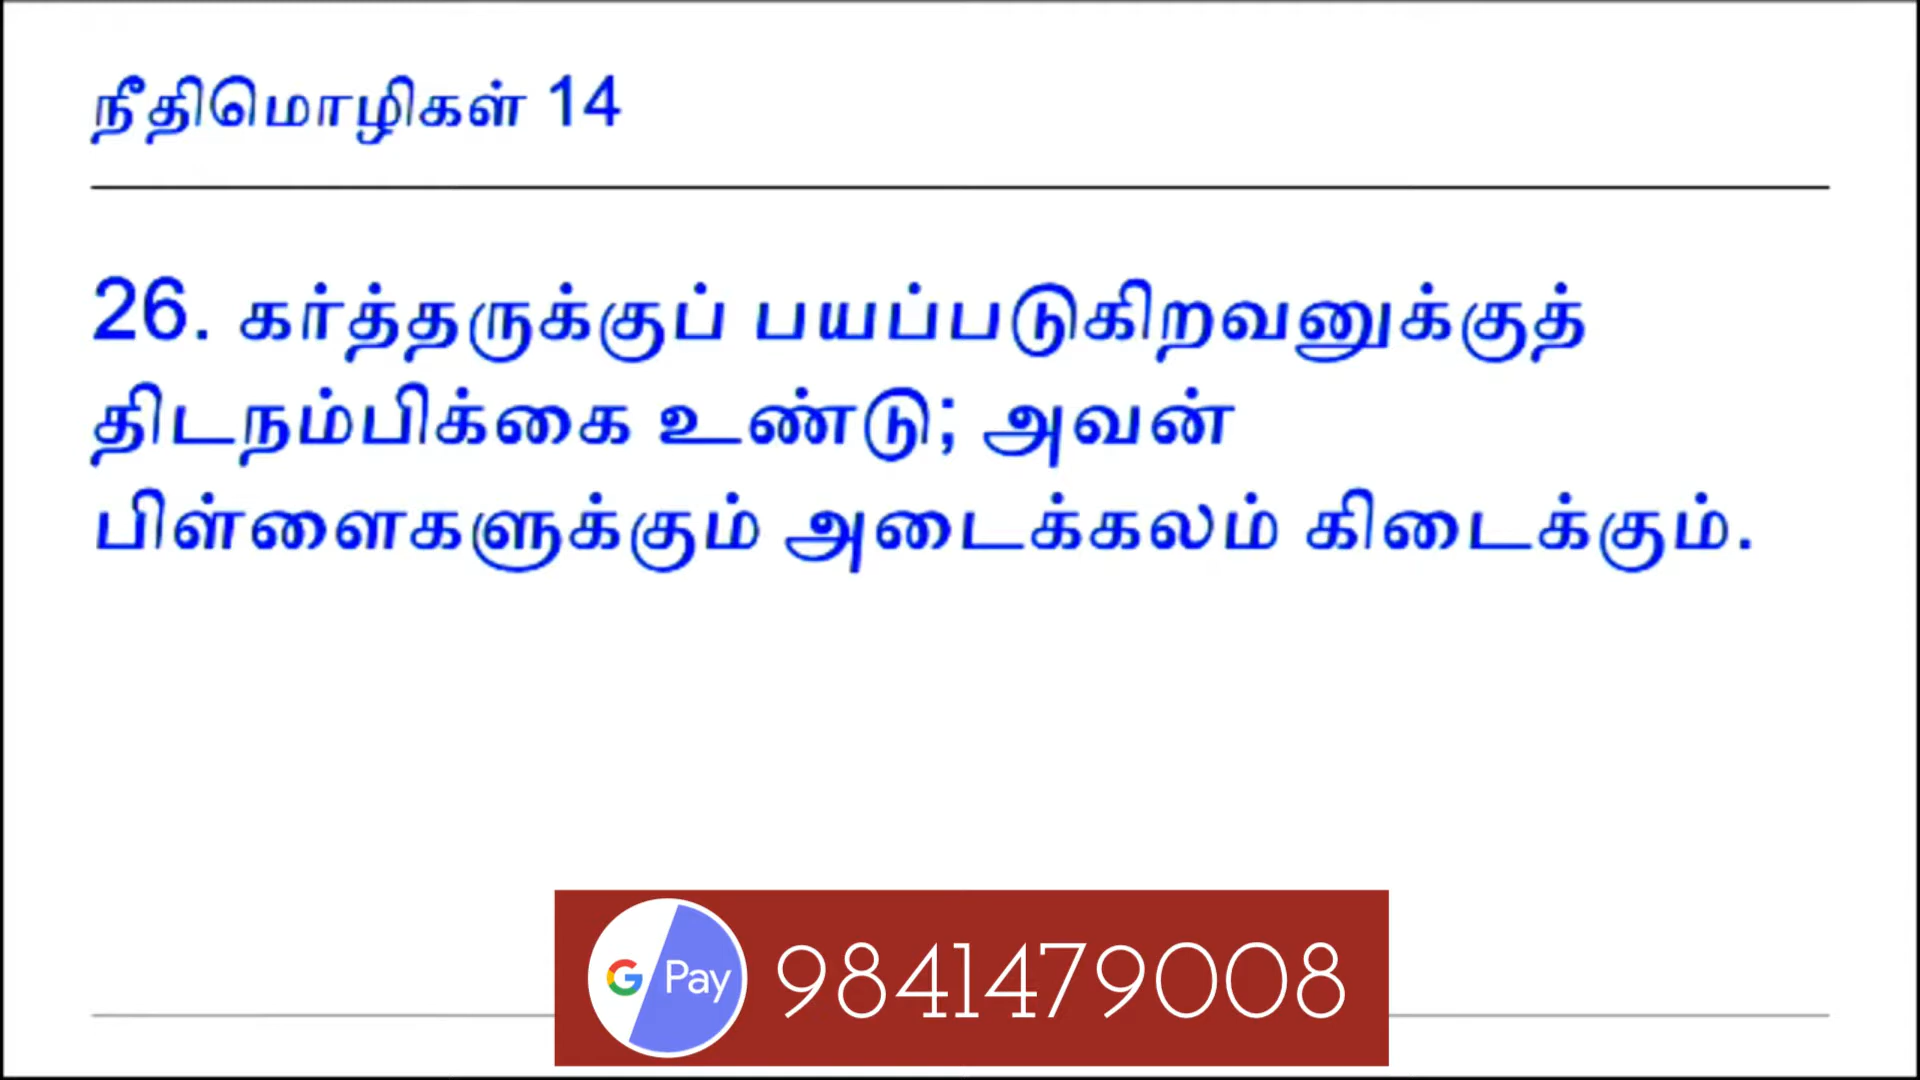 நீதிமொழிகள் 14
26. கர்த்தருக்குப் பயப்படுகிறவனுக்குத்
திடநம்பிக்கை உண்டு; அவன்
பிள்ளைகளுக்கும் அடைக்கலம் கிடைக்கும்.
G Pay 9841479008